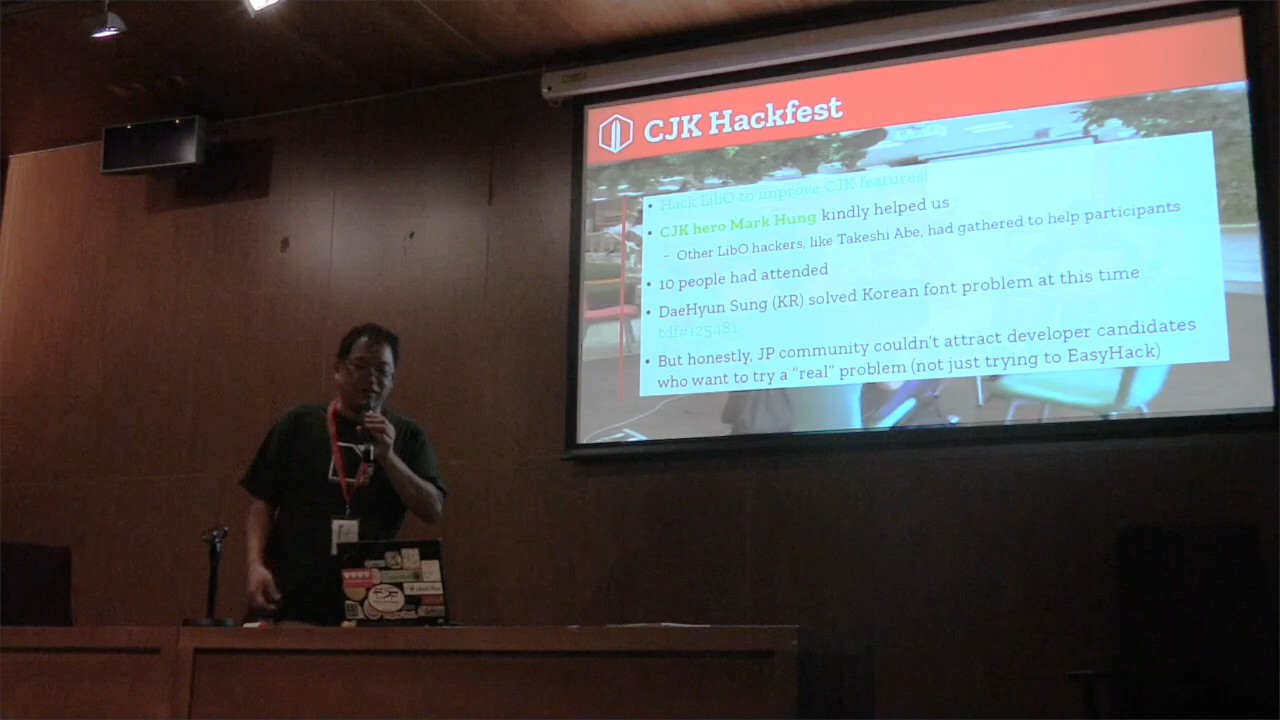 CJK Hackfest
• Hack LibO to improve CJK features!
• CJK hero Mark Hung kindly helped us
– Other LibO hackers, like Takeshi Abe, had gathered to help participants
• 10 people had attended
• DaeHyun Sung (KR) solved Korean font problem at this time
tdf#125481
• But honestly, JP community couldn't attract developer candidates
who want to try a “real” problem (not just trying to EasyHack)